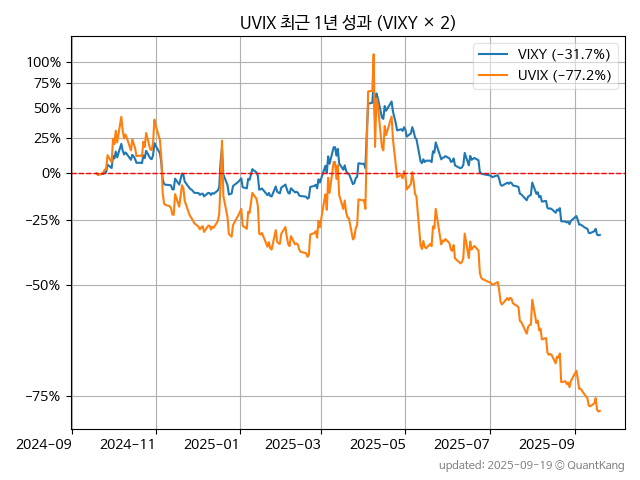 UVIX 최근 1년 성과 (VIXY × 2)
VIXY (−31.7%)
UVIX (−77.2%)
100%
75%
50%
25%
0%
−25%
−50%
−75%
2024-09 2024-11 2025-01 2025-03 2025-05 2025-07 2025-09
updated: 2025-09-19 ⓒ QuantKang